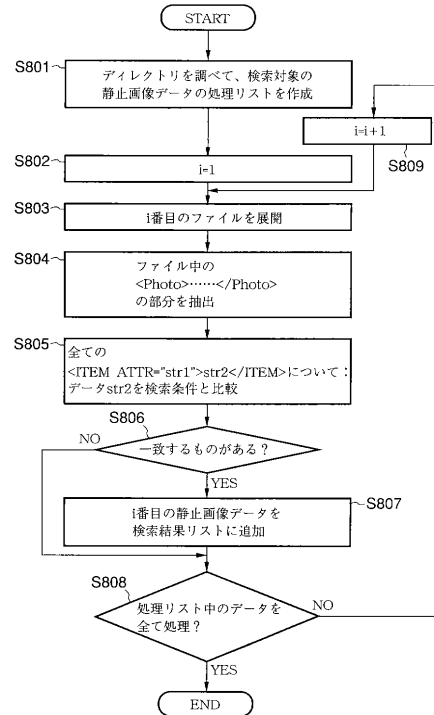 START
S801
ディレクトリを調べて、検索対象の
静止画像データの処理リストを作成
i=i+1
S809
S802
i=1
S803
i番目のファイルを展開
S804
ファイル中の
<Photo>……</Photo>
の部分を抽出
S805
全ての
<ITEM ATTR="str1">str2</ITEM>について：
データstr2を検索条件と比較
S806
NO
一致するものがある？
YES
S807
i番目の静止画像データを
検索結果リストに追加
S808
処理リスト中のデータを
全て処理？
NO
YES
END